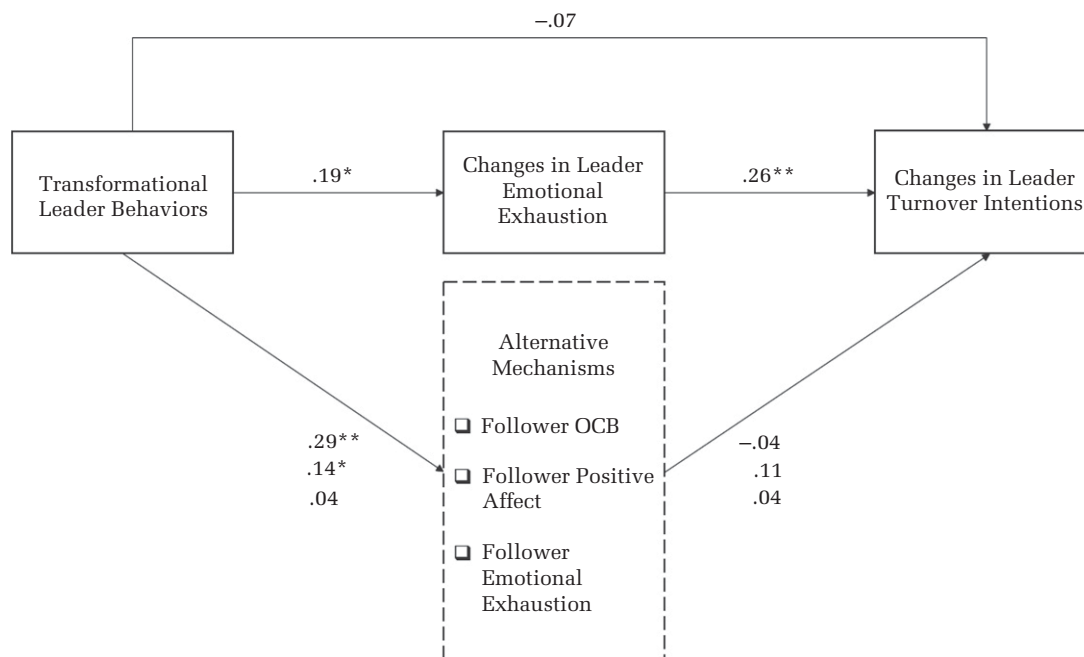 –.07
Transformational
Leader Behaviors
.19*
Changes in Leader
Emotional
Exhaustion
.26**
Changes in Leader
Turnover Intentions
Alternative
Mechanisms
❑ Follower OCB
❑ Follower Positive
Affect
❑ Follower
Emotional
Exhaustion
.29**
.14*
.04
–.04
.11
.04